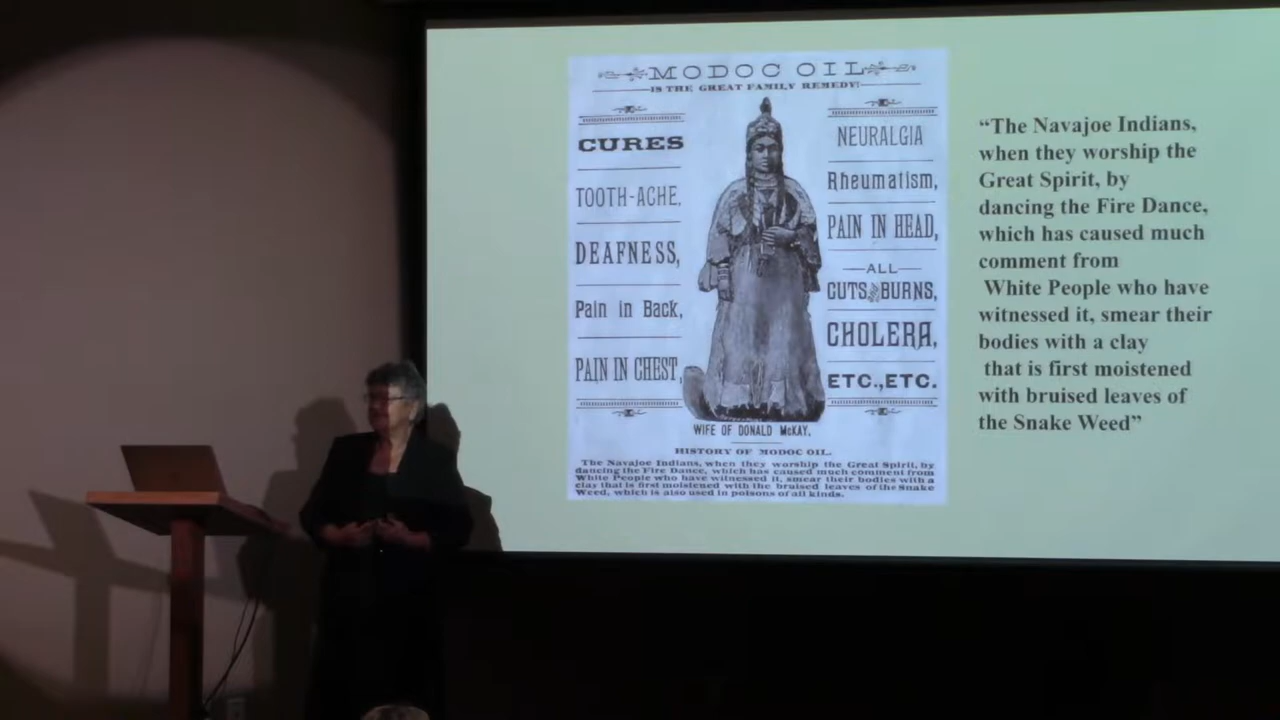 MODOC OIL
IS THE GREAT FAMILY REMEDY!
CURES
TOOTH-ACHE,
DEAFNESS,
Pain in Back,
PAIN IN CHEST,
NEURALGIA
Rheumatism,
PAIN IN HEAD,
ALL
CUTS & BURNS,
CHOLERA,
ETC., ETC.
WIFE OF DONALD McKAY.
HISTORY OF MODOC OIL.
The Navajoe Indians, when they worship the Great Spirit, by
dancing the Fire Dance, which has caused much comment from
White People who have witnessed it, smear their bodies with a
clay that is first moistened with the bruised leaves of the Snake
Weed, which is also used in poisons of all kinds.
“The Navajoe Indians,
when they worship the
Great Spirit, by
dancing the Fire Dance,
which has caused much
comment from
White People who have
witnessed it, smear their
bodies with a clay
that is first moistened
with bruised leaves of
the Snake Weed”